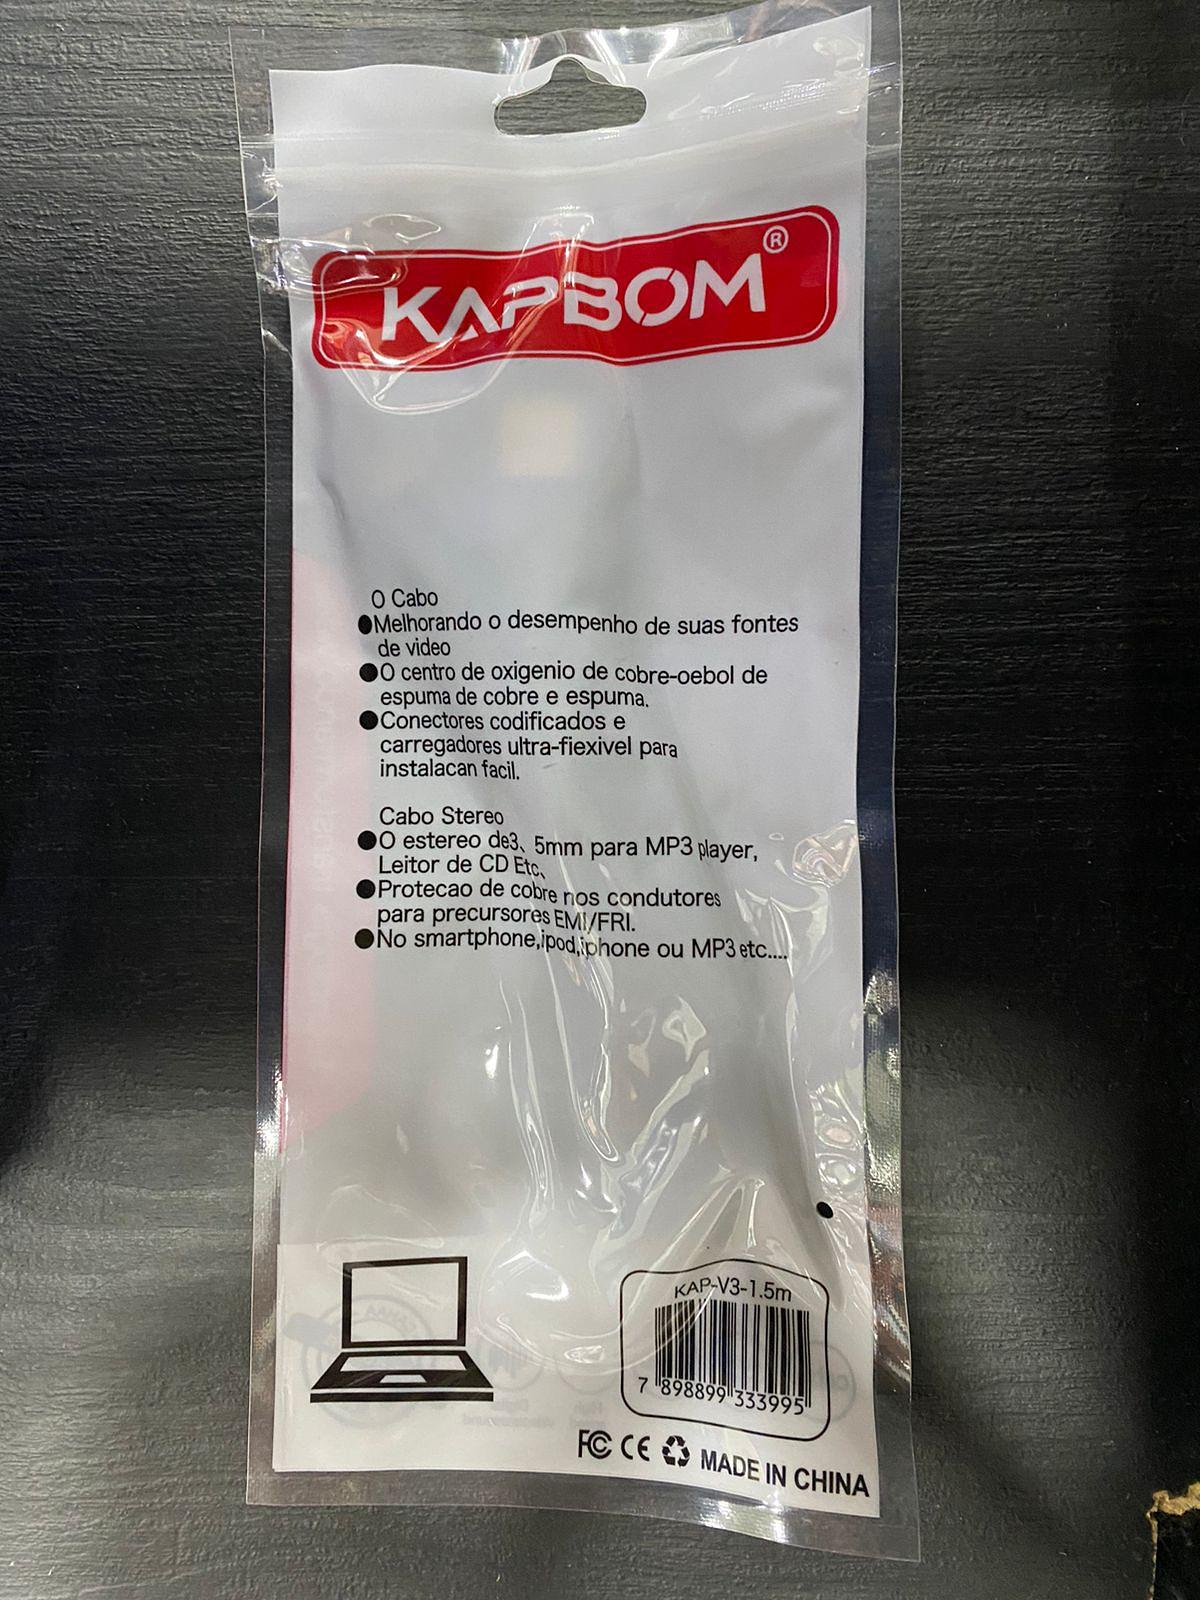 KAPBOM®
O Cabo
●Melhorando o desempenho de suas fontes
de video
●O centro de oxigenio de cobre-oebol de
espuma de cobre e espuma.
●Conectores codificados e
carregadores ultra-fiexivel para
instalacan facil.
Cabo Stereo
●O estereo de3、5mm para MP3 player,
Leitor de CD Etc、
●Protecao de cobre nos condutores
para precursores EMI/FRI.
●No smartphone,ipod,iphone ou MP3 etc....
KAP-V3-1.5m
7 898899 333995
FC CE MADE IN CHINA